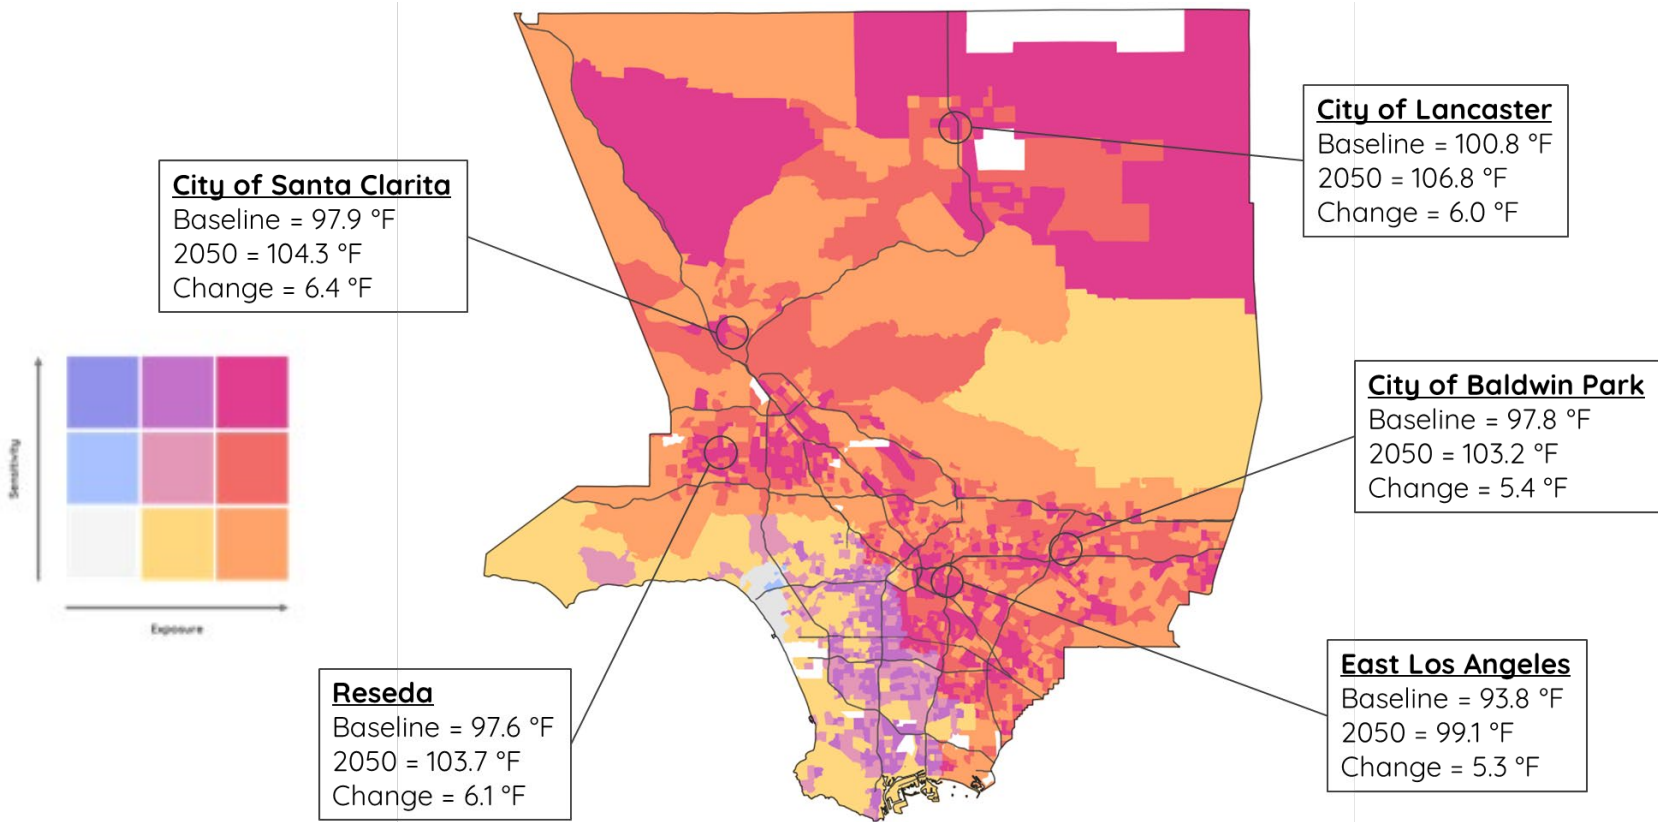 City of Lancaster
Baseline = 100.8 °F
2050 = 106.8 °F
Change = 6.0 °F
City of Santa Clarita
Baseline = 97.9 °F
2050 = 104.3 °F
Change = 6.4 °F
City of Baldwin Park
Baseline = 97.8 °F
2050 = 103.2 °F
Change = 5.4 °F
Sensitivity
Exposure
East Los Angeles
Baseline = 93.8 °F
2050 = 99.1 °F
Change = 5.3 °F
Reseda
Baseline = 97.6 °F
2050 = 103.7 °F
Change = 6.1 °F